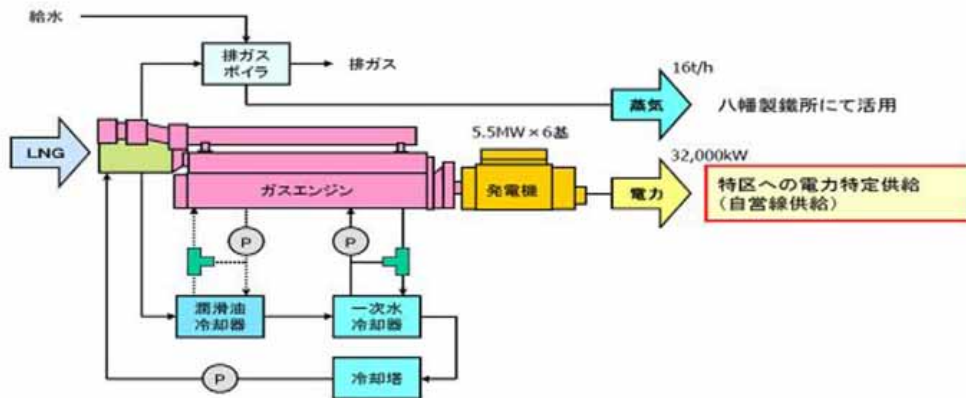 給水
排ガス
ボイラ
排ガス
16t/h
蒸気
八幡製鐵所にて活用
LNG
5.5MW×6基
32,000kW
ガスエンジン
発電機
電力
特区への電力特定供給
（自営線供給）
P
P
潤滑油
冷却器
一次水
冷却器
P
冷却塔